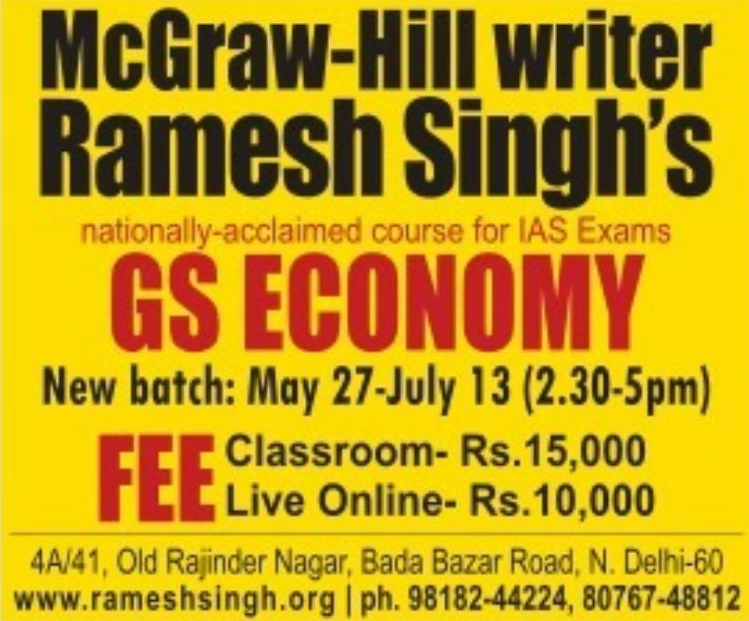 McGraw-Hill writer
Ramesh Singh's
nationally-acclaimed course for IAS Exams
GS ECONOMY
New batch: May 27-July 13 (2.30-5pm)
FEE Classroom- Rs.15,000
Live Online- Rs.10,000
4A/41, Old Rajinder Nagar, Bada Bazar Road, N. Delhi-60
www.rameshsingh.org | ph. 98182-44224, 80767-48812